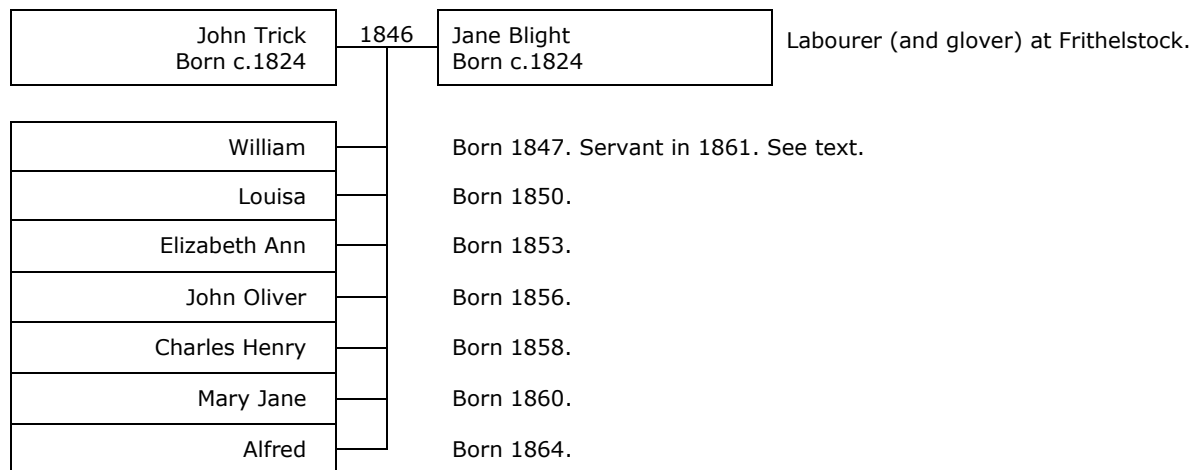 John Trick
Born c.1824
1846
Jane Blight
Born c.1824
Labourer (and glover) at Frithelstock.
William
Born 1847. Servant in 1861. See text.
Louisa
Born 1850.
Elizabeth Ann
Born 1853.
John Oliver
Born 1856.
Charles Henry
Born 1858.
Mary Jane
Born 1860.
Alfred
Born 1864.